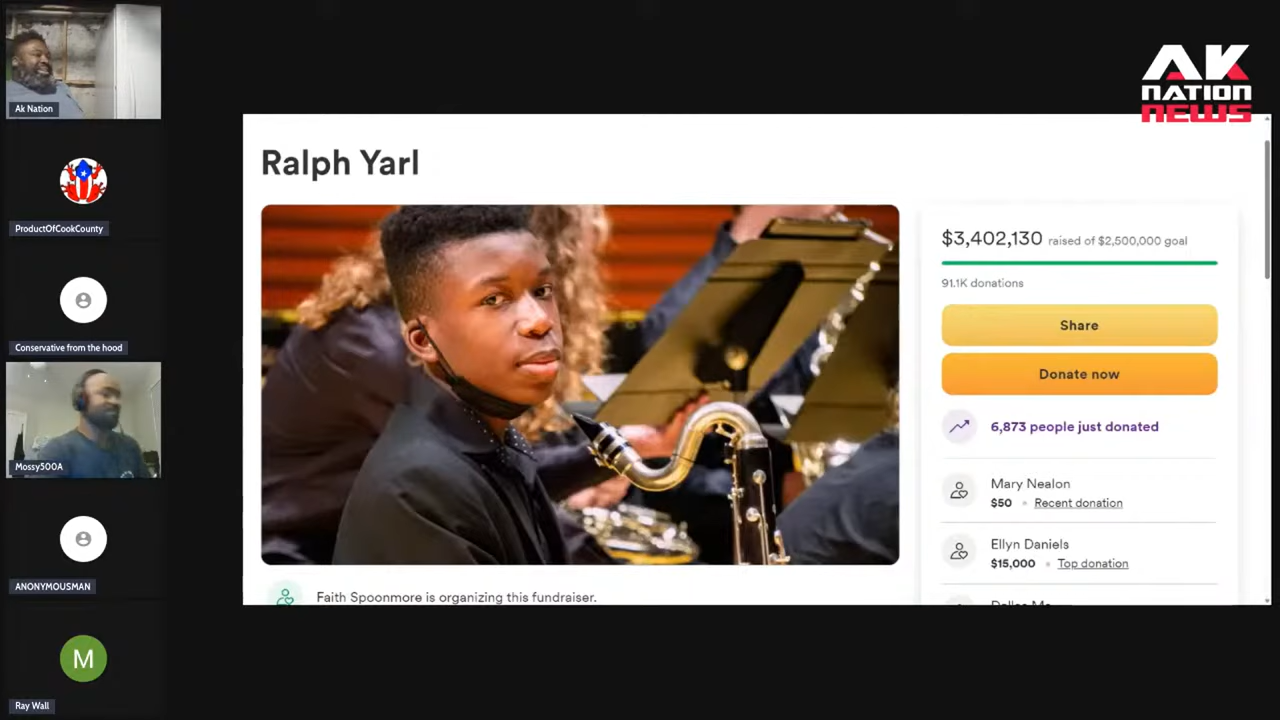 Ak Nation
ProductOfCookCounty
Conservative from the hood
Mossy500A
ANONYMOUSMAN
M
Ray Wall
AK
NATION
NEWS
Ralph Yarl
$3,402,130 raised of $2,500,000 goal
91.1K donations
Share
Donate now
6,873 people just donated
Mary Nealon
$50 • Recent donation
Ellyn Daniels
$15,000 • Top donation
Faith Spoonmore is organizing this fundraiser.